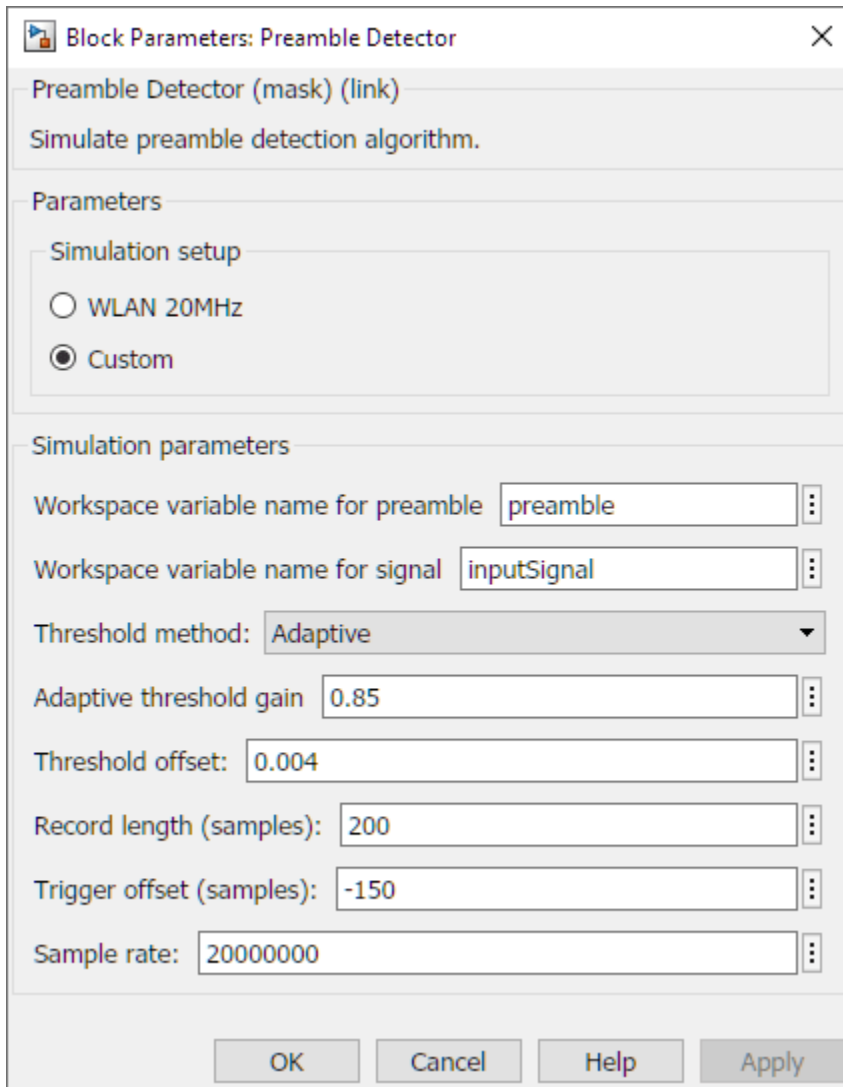 Block Parameters: Preamble Detector
Preamble Detector (mask) (link)
Simulate preamble detection algorithm.
Parameters
Simulation setup
WLAN 20MHz
Custom
Simulation parameters
Workspace variable name for preamble preamble
Workspace variable name for signal inputSignal
Threshold method: Adaptive
Adaptive threshold gain 0.85
Threshold offset: 0.004
Record length (samples): 200
Trigger offset (samples): -150
Sample rate: 20000000
OK Cancel Help Apply